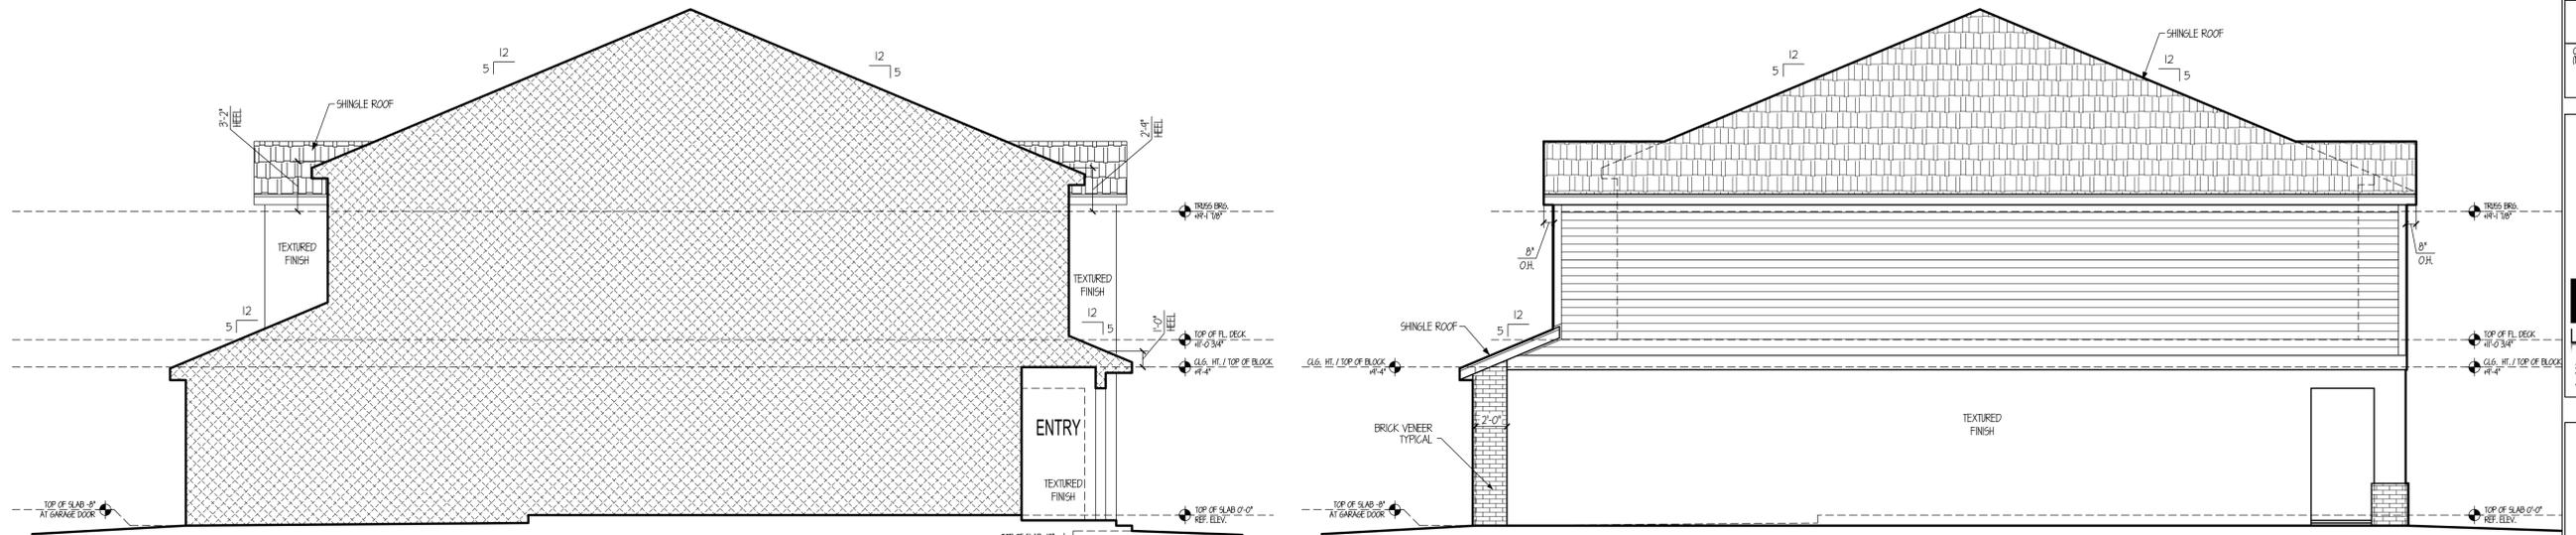 12
5
12
5
SHINGLE ROOF
3'-2"
HEEL
2'-4"
HEEL
TRUSS BRG.
+19'-1 7/8"
TEXTURED
FINISH
TEXTURED
FINISH
12
5
12
5
1'-0"
HEEL
TOP OF FL. DECK
+11'-0 3/4"
CLG. HT. / TOP OF BLOCK
+9'-4"
ENTRY
TEXTURED
FINISH
TOP OF SLAB -8"
AT GARAGE DOOR
TOP OF SLAB 0'-0"
REF. ELEV.
12
5
SHINGLE ROOF
12
5
TRUSS BRG.
+19'-1 7/8"
8"
O.H.
8"
O.H.
12
5
SHINGLE ROOF
TOP OF FL. DECK
+11'-0 3/4"
CLG. HT. / TOP OF BLOCK
+9'-4"
CLG. HT. / TOP OF BLOCK
+9'-4"
2'-0"
BRICK VENEER
TYPICAL
TEXTURED
FINISH
TOP OF SLAB -8"
AT GARAGE DOOR
TOP OF SLAB 0'-0"
REF. ELEV.